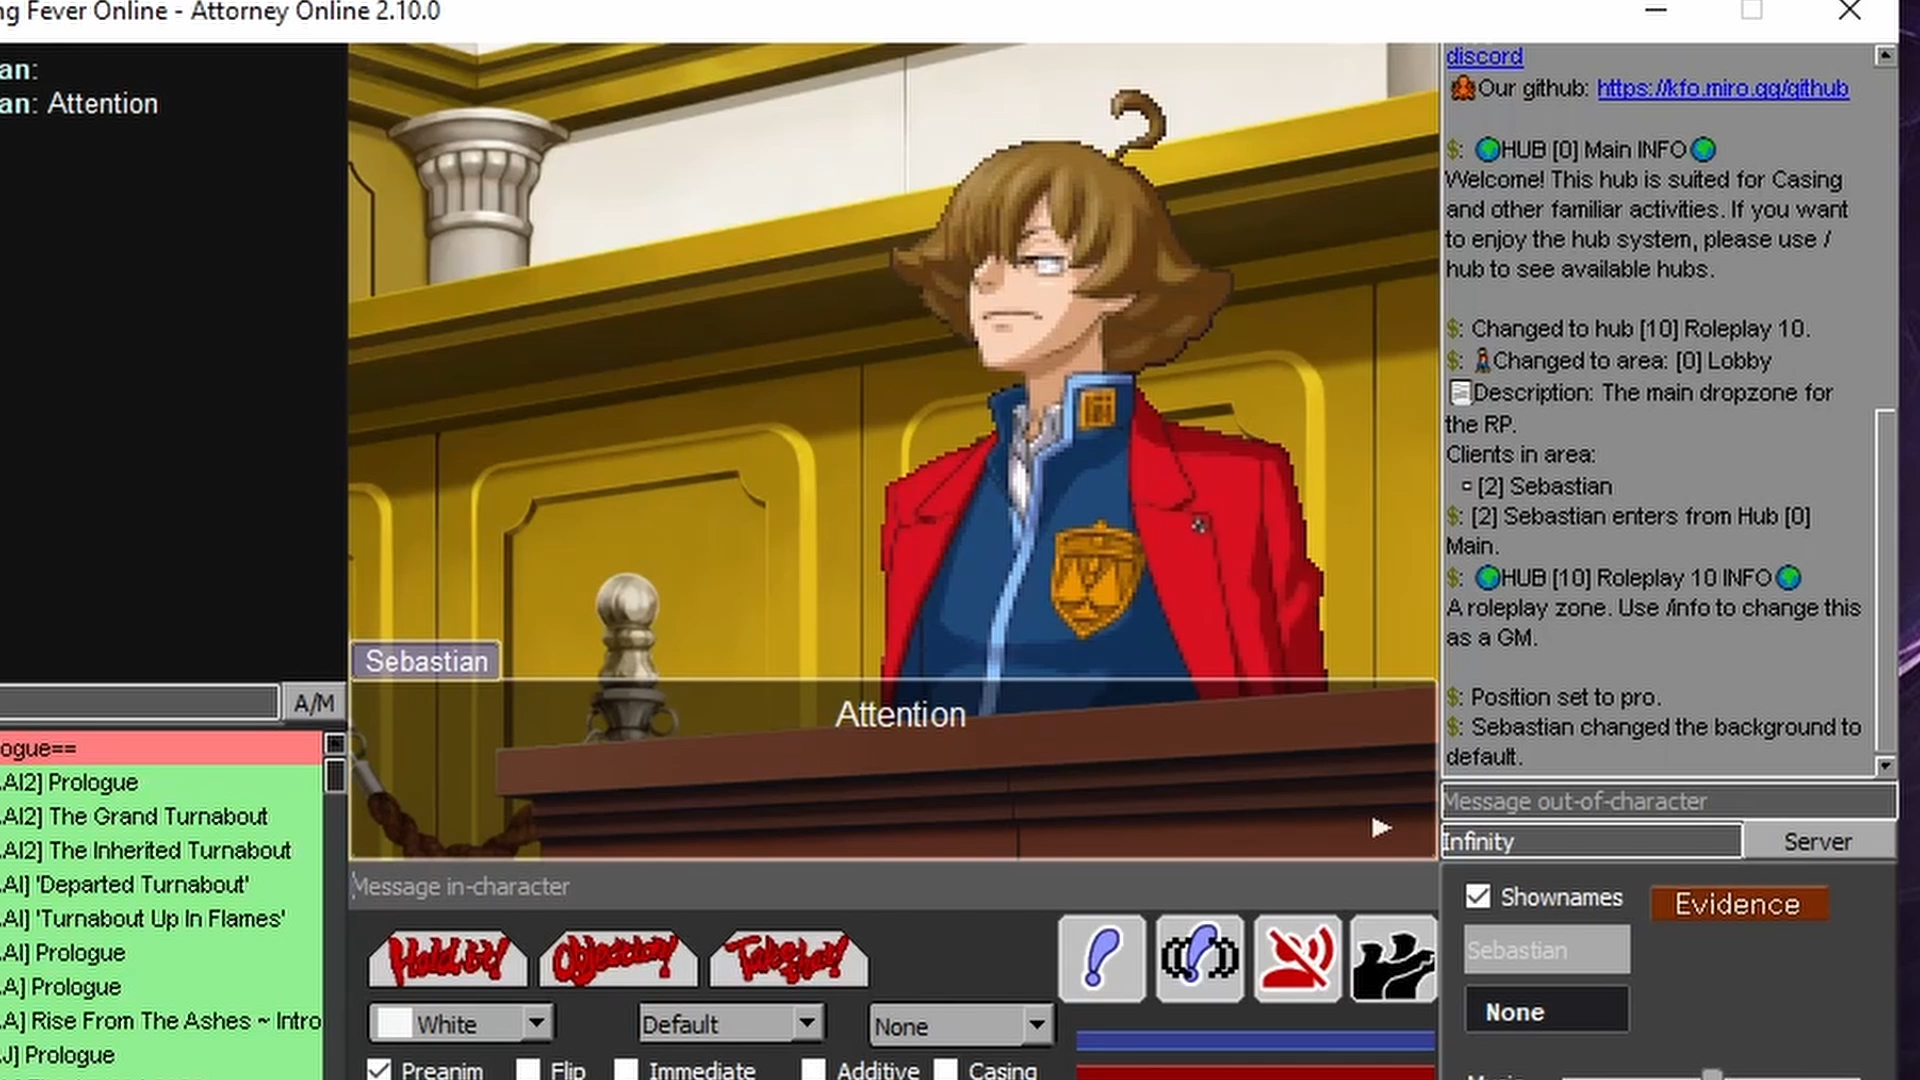 ng Fever Online - Attorney Online 2.10.0
an:
an: Attention
discord
Our github: https://kfo.miro.gg/github
$: HUB [0] Main INFO
Welcome! This hub is suited for Casing
and other familiar activities. If you want
to enjoy the hub system, please use /
hub to see available hubs.
$: Changed to hub [10] Roleplay 10.
$: Changed to area: [0] Lobby
Description: The main dropzone for
the RP.
Clients in area:
[2] Sebastian
$: [2] Sebastian enters from Hub [0]
Main.
$: HUB [10] Roleplay 10 INFO
A roleplay zone. Use /info to change this
as a GM.
$: Position set to pro.
$: Sebastian changed the background to
default.
Sebastian
Attention
A/M
ogue==
.AI2] Prologue
.AI2] The Grand Turnabout
.AI2] The Inherited Turnabout
.AI] 'Departed Turnabout'
.AI] 'Turnabout Up In Flames'
.AI] Prologue
.A] Prologue
.A] Rise From The Ashes ~ Intro
.J] Prologue
Message in-character
Message out-of-character
Infinity
Server
Hold it!
Objection!
Take that!
Shownames
Evidence
Sebastian
None
White
Default
None
Preanim
Flip
Immediate
Additive
Casing